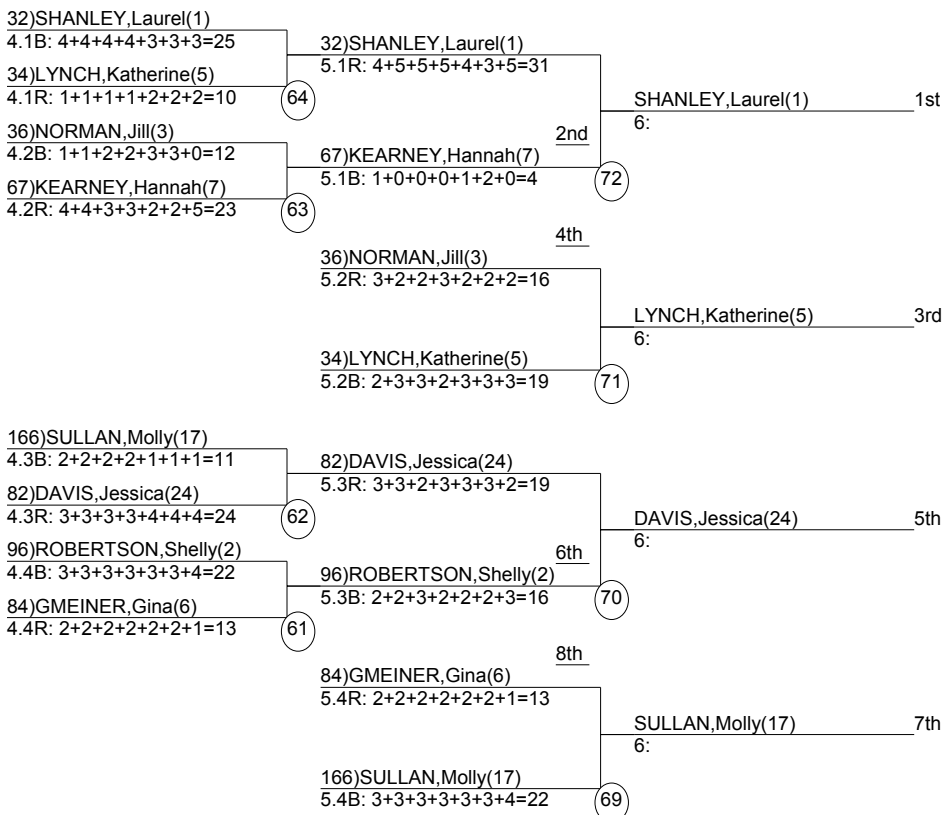 32)SHANLEY,Laurel(1)
4.1B: 4+4+4+4+3+3+3=25
34)LYNCH,Katherine(5)
4.1R: 1+1+1+1+2+2+2=10
64
36)NORMAN,Jill(3)
4.2B: 1+1+2+2+3+3+0=12
67)KEARNEY,Hannah(7)
4.2R: 4+4+3+3+2+2+5=23
63
32)SHANLEY,Laurel(1)
5.1R: 4+5+5+5+4+3+5=31
2nd
67)KEARNEY,Hannah(7)
5.1B: 1+0+0+0+1+2+0=4
72
SHANLEY,Laurel(1)
1st
6:
4th
36)NORMAN,Jill(3)
5.2R: 3+2+2+3+2+2+2=16
34)LYNCH,Katherine(5)
5.2B: 2+3+3+2+3+3+3=19
71
LYNCH,Katherine(5)
3rd
6:
166)SULLAN,Molly(17)
4.3B: 2+2+2+2+1+1+1=11
82)DAVIS,Jessica(24)
4.3R: 3+3+3+3+4+4+4=24
62
96)ROBERTSON,Shelly(2)
4.4B: 3+3+3+3+3+3+4=22
84)GMEINER,Gina(6)
4.4R: 2+2+2+2+2+2+1=13
61
82)DAVIS,Jessica(24)
5.3R: 3+3+2+3+3+3+2=19
6th
96)ROBERTSON,Shelly(2)
5.3B: 2+2+3+2+2+2+3=16
70
DAVIS,Jessica(24)
5th
6:
8th
84)GMEINER,Gina(6)
5.4R: 2+2+2+2+2+2+1=13
166)SULLAN,Molly(17)
5.4B: 3+3+3+3+3+3+4=22
69
SULLAN,Molly(17)
7th
6: